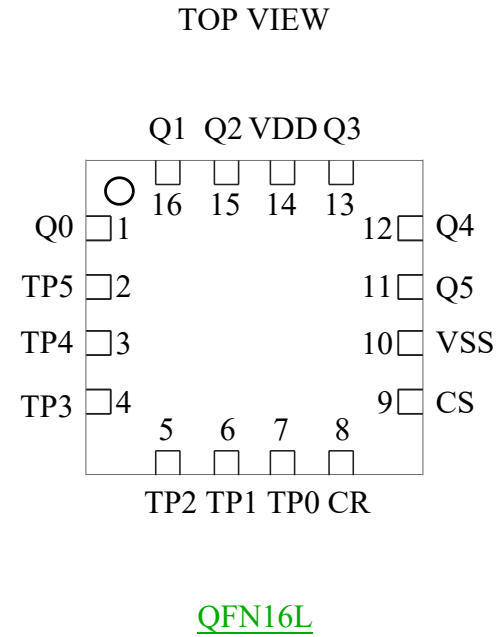 TOP VIEW
Q1 Q2 VDD Q3
16 15 14 13
Q0 1 12 Q4
TP5 2 11 Q5
TP4 3 10 VSS
TP3 4 9 CS
5 6 7 8
TP2 TP1 TP0 CR
QFN16L